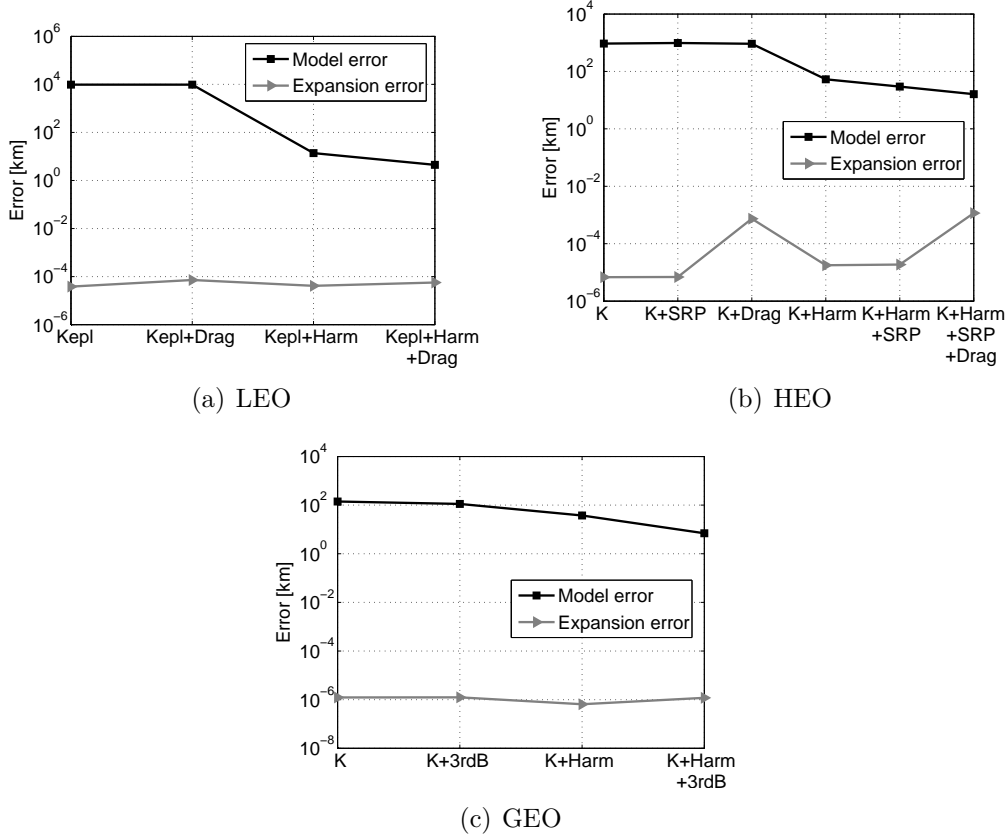 10^6
10^4
10^2
10^0
10^-2
10^-4
10^-6
Error [km]
Model error
Expansion error
Kepl
Kepl+Drag
Kepl+Harm
Kepl+Harm
+Drag
(a) LEO
10^4
10^2
10^0
10^-2
10^-4
10^-6
Error [km]
Model error
Expansion error
K
K+SRP
K+Drag
K+Harm
K+Harm
+SRP
K+Harm
+SRP
+Drag
(b) HEO
10^4
10^2
10^0
10^-2
10^-4
10^-6
10^-8
Error [km]
Model error
Expansion error
K
K+3rdB
K+Harm
K+Harm
+3rdB
(c) GEO